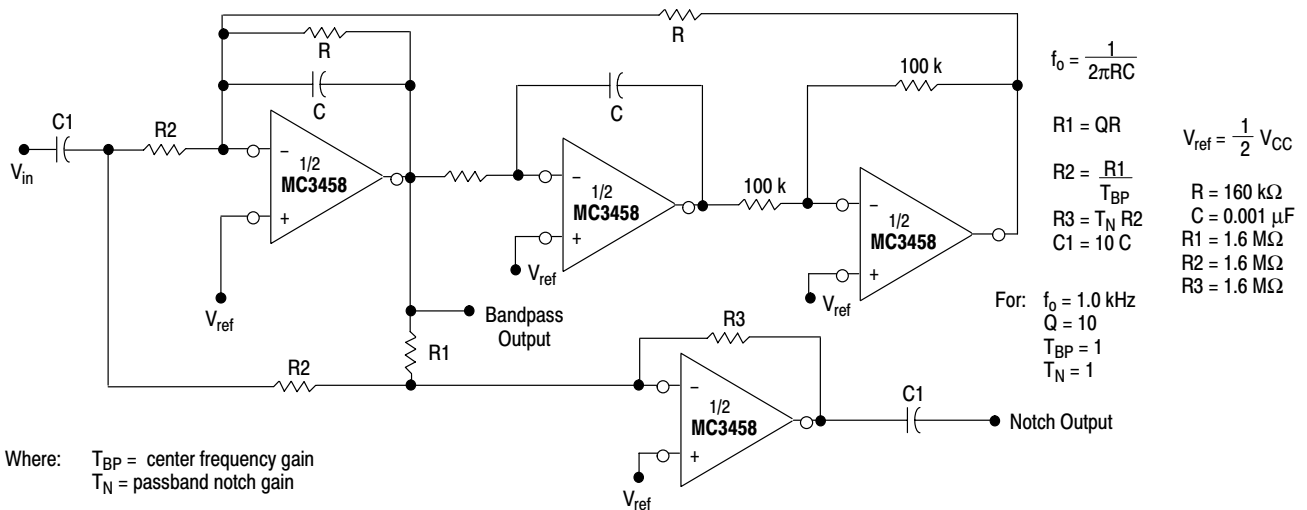 R
R
100 k
C
C
C1
R2
V_in
1/2
MC3458
–
+
V_ref
1/2
MC3458
–
+
V_ref
100 k
1/2
MC3458
–
+
V_ref
f_o = 1/2πRC
R1 = QR
R2 = R1/T_BP
R3 = T_N R2
C1 = 10 C
V_ref = 1/2 V_CC
R = 160 kΩ
C = 0.001 µF
R1 = 1.6 MΩ
R2 = 1.6 MΩ
R3 = 1.6 MΩ
For: f_o = 1.0 kHz
Q = 10
T_BP = 1
T_N = 1
Bandpass
Output
R1
R2
R3
1/2
MC3458
–
+
V_ref
C1
Notch Output
Where: T_BP = center frequency gain
T_N = passband notch gain